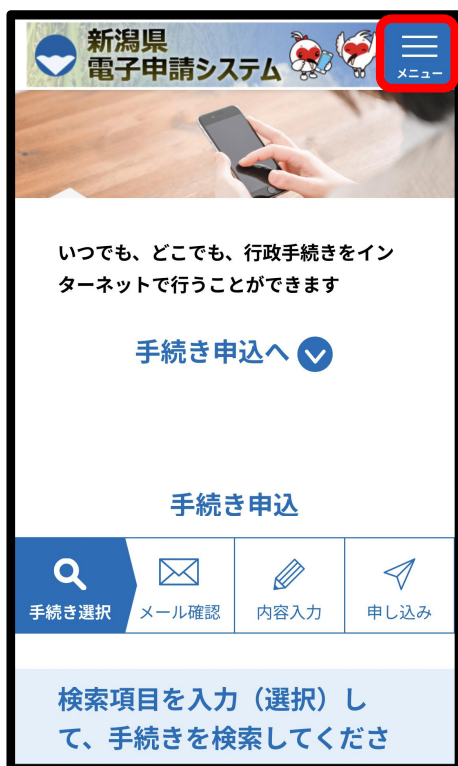 新潟県
電子申請システム
メニュー
いつでも、どこでも、行政手続きをイン
ターネットで行うことができます
手続き申込へ
手続き申込
手続き選択
メール確認
内容入力
申し込み
検索項目を入力（選択）し
て、手続きを検索してくださ